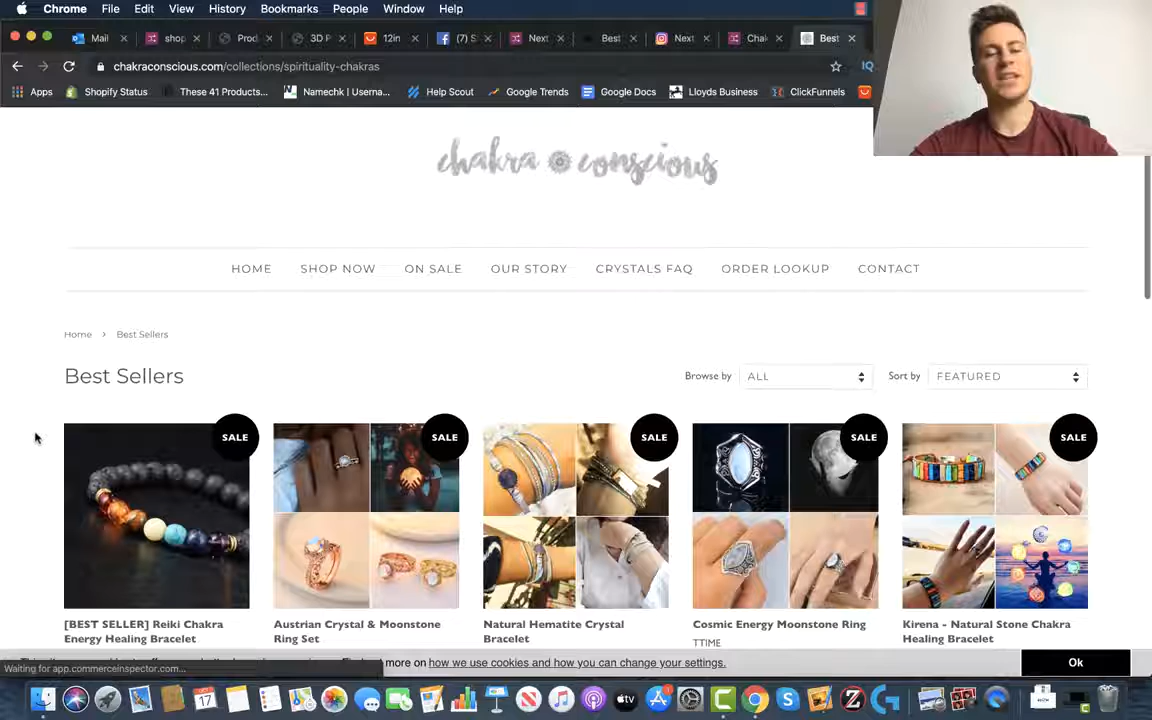 Chrome File Edit View History Bookmarks People Window Help
Mail shop Prod 3D P 12in (7) S Next Best Next Chak Best
chakraconscious.com/collections/spirituality-chakras IQ
Apps Shopify Status These 41 Products... Namechk | Userna... Help Scout Google Trends Google Docs Lloyds Business ClickFunnels
chakra conscious
HOME SHOP NOW ON SALE OUR STORY CRYSTALS FAQ ORDER LOOKUP CONTACT
Home › Best Sellers
Best Sellers
Browse by ALL Sort by FEATURED
SALE SALE SALE SALE SALE
[BEST SELLER] Reiki Chakra Energy Healing Bracelet
Austrian Crystal & Moonstone Ring Set
Natural Hematite Crystal Bracelet
Cosmic Energy Moonstone Ring
TTIME
Kirena - Natural Stone Chakra Healing Bracelet
more on how we use cookies and how you can change your settings.
Ok
Waiting for app.commerceinspector.com...
17
tv